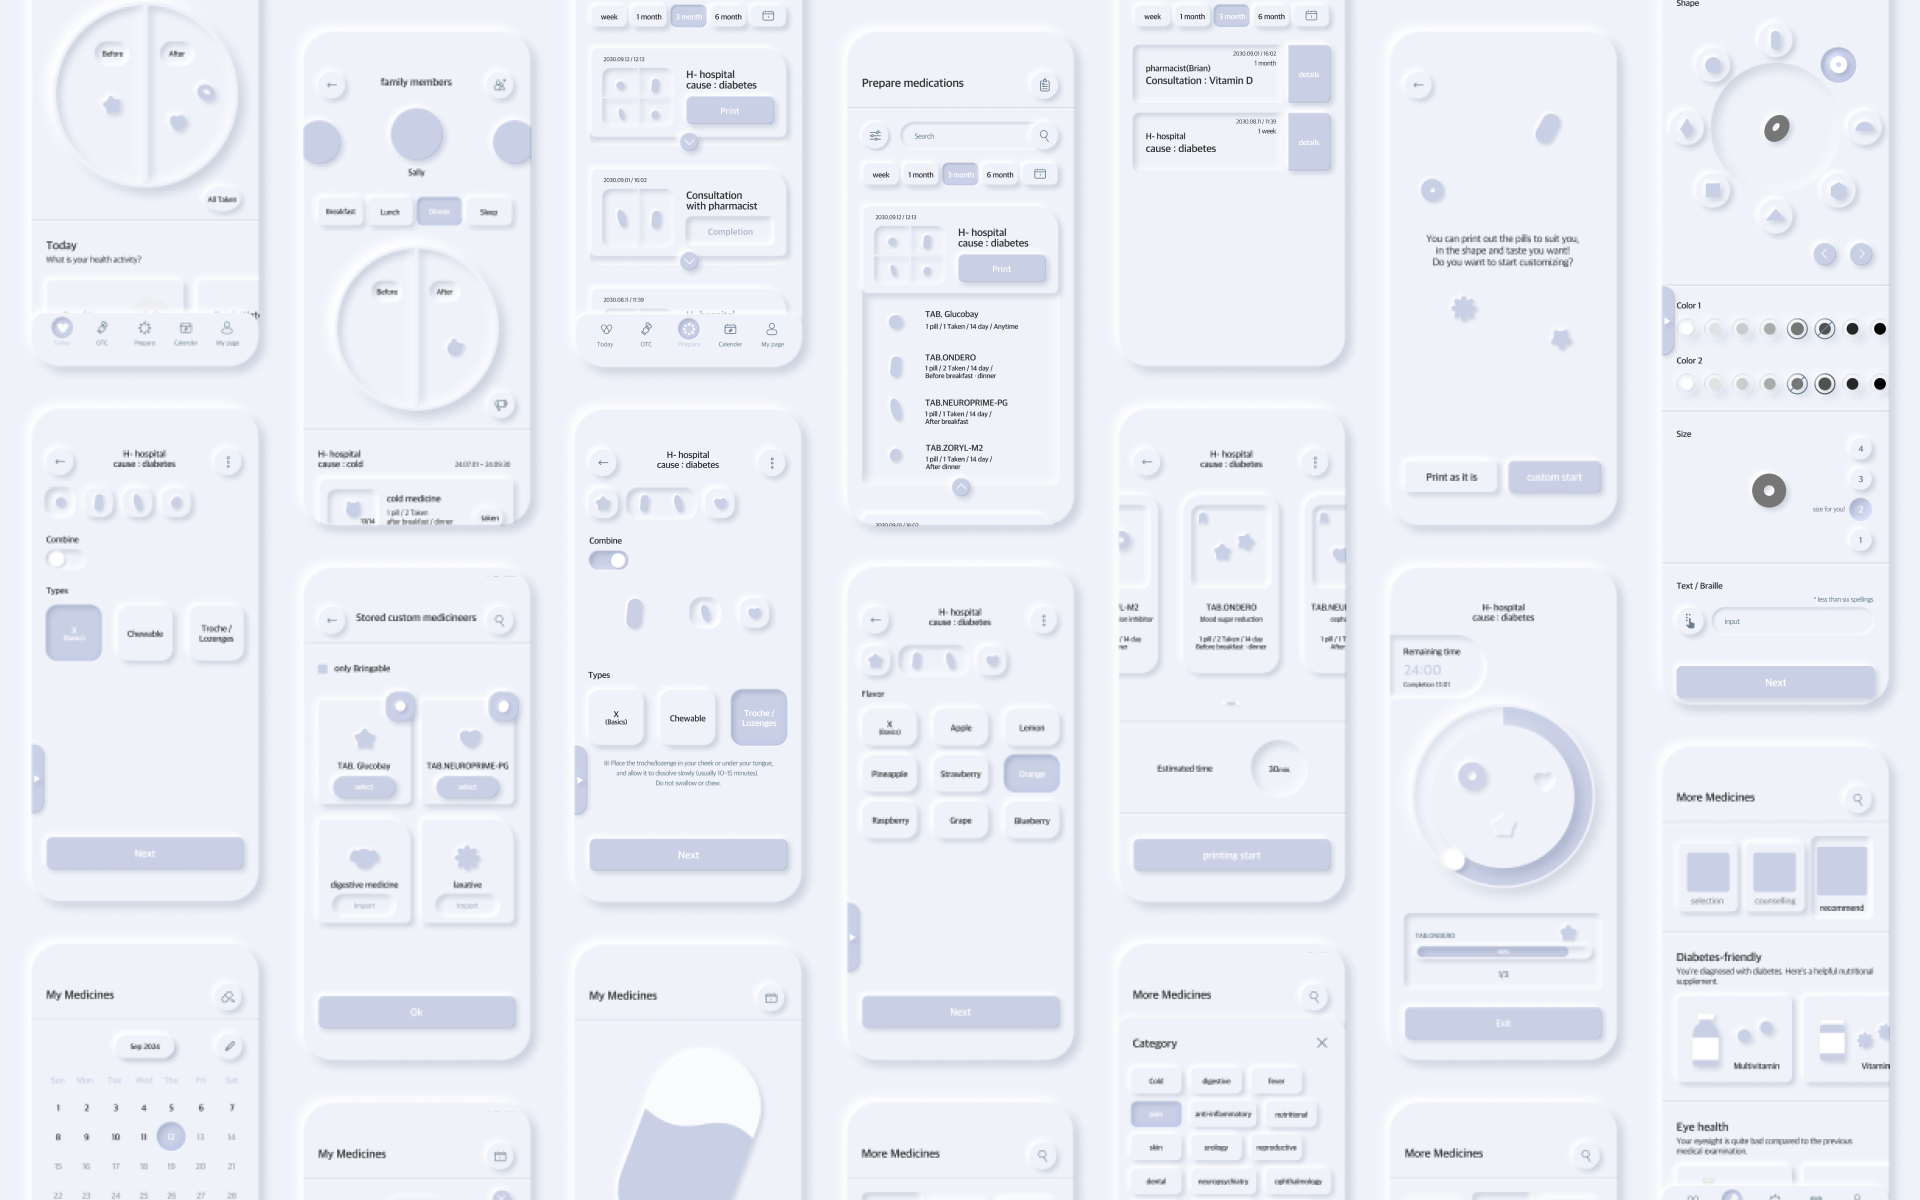 Before
After
All Taken
Today
What is your health activity?
Today
OTC
Prepare
Calender
My page
H- hospital
cause : diabetes
Combine
Types
X
(Basics)
Chewable
Troche /
Lozenges
Next
My Medicines
Sep 2024
Sun Mon Tue Wed Thu Fri Sat
1 2 3 4 5 6 7
8 9 10 11 12 13 14
15 16 17 18 19 20 21
22 23 24 25 26 27 28
family members
Sally
Breakfast
Lunch
Dinner
Sleep
Before
After
H- hospital
cause : cold
24.07.01 ~ 24.09.30
cold medicine
1 pill / 2 Taken
after breakfast / dinner
13/14
taken
Stored custom medicineers
only Bringable
TAB. Glucobay
select
TAB.NEUROPRIME-PG
select
digestive medicine
Import
laxative
Import
Ok
My Medicines
week
1 month
3 month
6 month
2030.09.12 / 12:13
H- hospital
cause : diabetes
Print
2030.09.01 / 16:02
Consultation
with pharmacist
Completion
2030.08.11 / 11:39
Today
OTC
Prepare
Calender
My page
H- hospital
cause : diabetes
Combine
Types
X
(Basics)
Chewable
Troche /
Lozenges
※ Place the troche/lozenge in your cheek or under your tongue,
and allow it to dissolve slowly (usually 10-15 minutes).
Do not swallow or chew.
Next
My Medicines
Prepare medications
Search
week
1 month
3 month
6 month
2030.09.12 / 12:13
H- hospital
cause : diabetes
Print
TAB. Glucobay
1 pill / 1 Taken / 14 day / Anytime
TAB.ONDERO
1 pill / 2 Taken / 14 day /
Before breakfast · dinner
TAB.NEUROPRIME-PG
1 pill / 1 Taken / 14 day /
After breakfast
TAB.ZORYL-M2
1 pill / 1 Taken / 14 day /
After dinner
2030.09.01 / 16:02
H- hospital
cause : diabetes
Flavor
X
(Basics)
Apple
Lemon
Pineapple
Strawberry
Orange
Raspberry
Grape
Blueberry
Next
More Medicines
week
1 month
3 month
6 month
2030.09.01 / 16:02
1 month
pharmacist(Brian)
Consultation : Vitamin D
details
2030.08.11 / 11:39
1 week
H- hospital
cause : diabetes
details
H- hospital
cause : diabetes
L-M2
ion inhibitor
/ 14 day
TAB.ONDERO
blood sugar reduction
1 pill / 2 Taken / 14 day
Before breakfast · dinner
TAB.NEU
1 pill / 1 T
After
Estimated time
30min.
printing start
More Medicines
Category
Cold
digestive
fever
pain
anti-inflammatory
nutritional
skin
urology
reproductive
dental
neuropsychiatry
ophthalmology
You can print out the pills to suit you,
in the shape and taste you want!
Do you want to start customizing?
Print as it is
custom start
H- hospital
cause : diabetes
Remaining time
24:00
Completion 13:01
TAB.ONDERO
1/3
Exit
More Medicines
Shape
Color 1
Color 2
Size
4
3
size for you!
2
1
Text / Braille
* less than six spellings
input
Next
More Medicines
selection
counselling
recommend
Diabetes-friendly
You're diagnosed with diabetes. Here's a helpful nutritional
supplement.
Multivitamin
Vitamin
Eye health
Your eyesight is quite bad compared to the previous
medical examination.